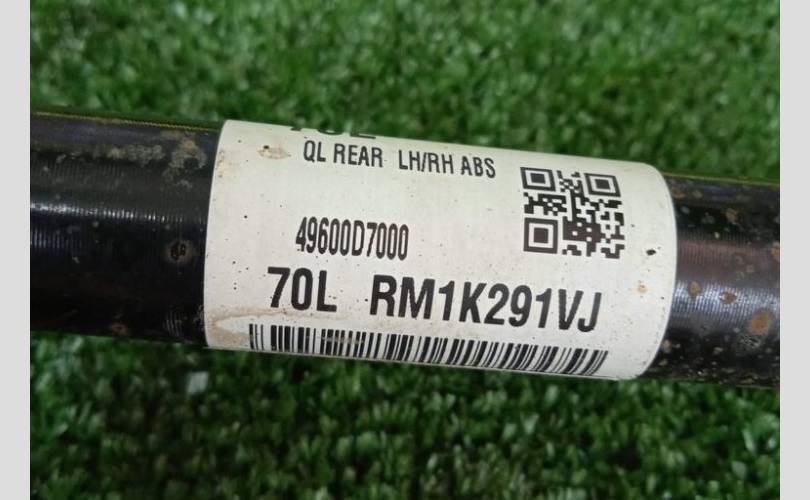 QL REAR LH/RH ABS
49600D7000
70L RM1K291VJ